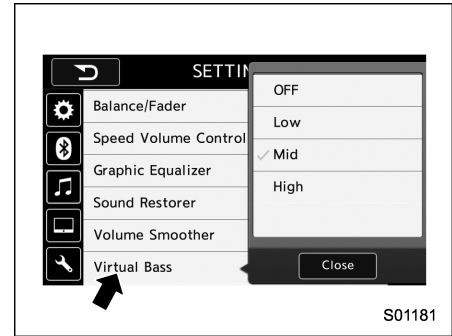 SETTIN
Balance/Fader
Speed Volume Control
Graphic Equalizer
Sound Restorer
Volume Smoother
Virtual Bass
OFF
Low
Mid
High
Close
S01181